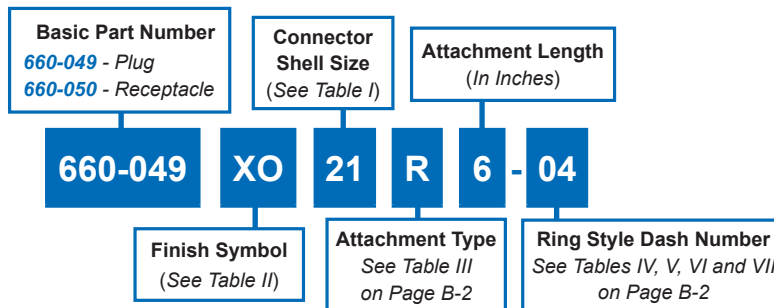 Basic Part Number
660-049 - Plug
660-050 - Receptacle
Connector
Shell Size
(See Table I)
Attachment Length
(In Inches)
660-049 XO 21 R 6 - 04
Finish Symbol
(See Table II)
Attachment Type
See Table III
on Page B-2
Ring Style Dash Number
See Tables IV, V, VI and VII
on Page B-2